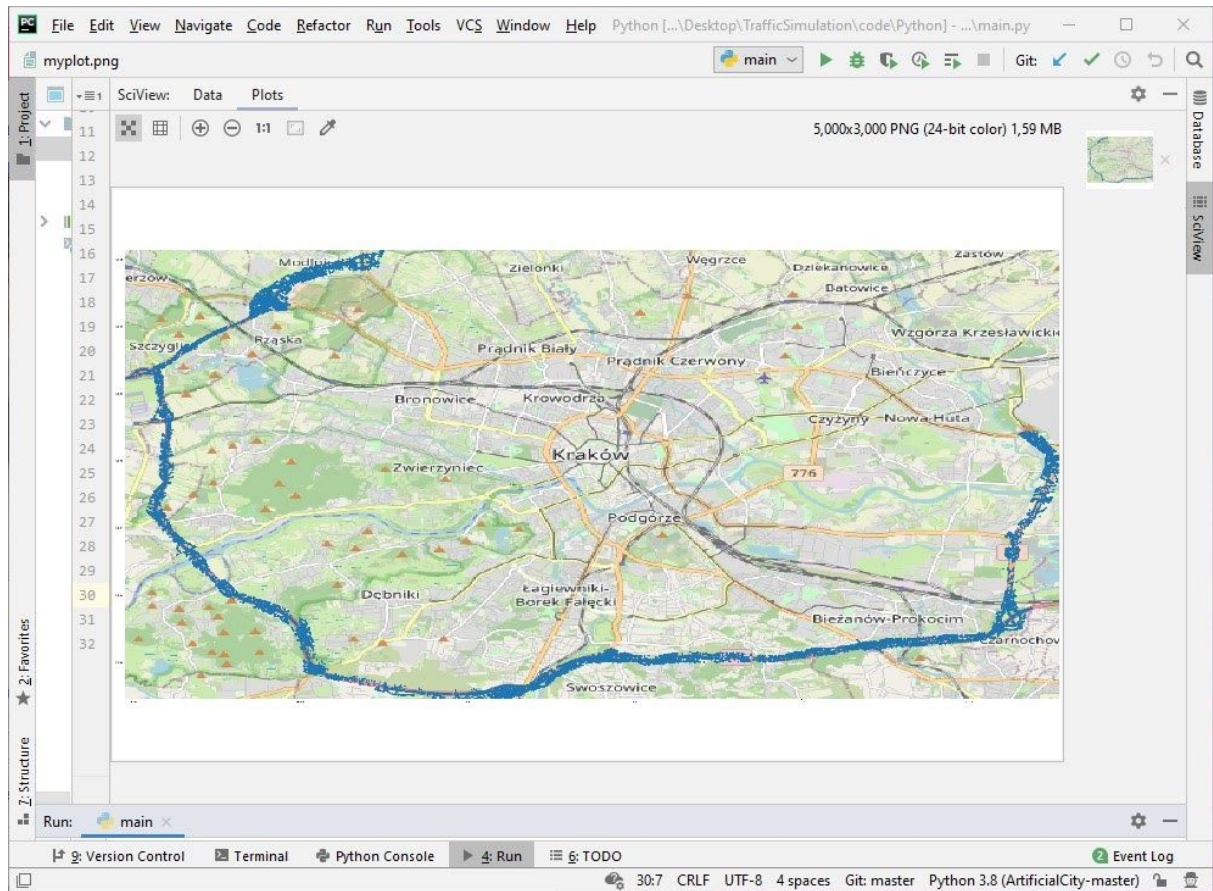 PC File Edit View Navigate Code Refactor Run Tools VCS Window Help Python [...\Desktop\TrafficSimulation\code\Python] - ...\main.py
myplot.png main Git:
1: Project
SciView: Data Plots
1:1 5,000x3,000 PNG (24-bit color) 1,59 MB
Database
SciView
11
12
13
14
15
16
17
18
19
20
21
22
23
24
25
26
27
28
29
30
31
32
Węgrzce Zastów
Zielonki Dziekanowice
Batowice
Wzgórza Krzesławickie
Rząska
Prądnik Biały
Prądnik Czerwony
Bieńczyce
Bronowice Krowodrza
Czyżyny Nowa Huta
Kraków
Zwierzyniec 776
Podgórze
Dębniki Łagiewniki-
Borek Fałęcki
Bieżanów-Prokocim
Swoszowice
2: Favorites
Z: Structure
Run: main
9: Version Control Terminal Python Console 4: Run 6: TODO 2 Event Log
30:7 CRLF UTF-8 4 spaces Git: master Python 3.8 (ArtificialCity-master)